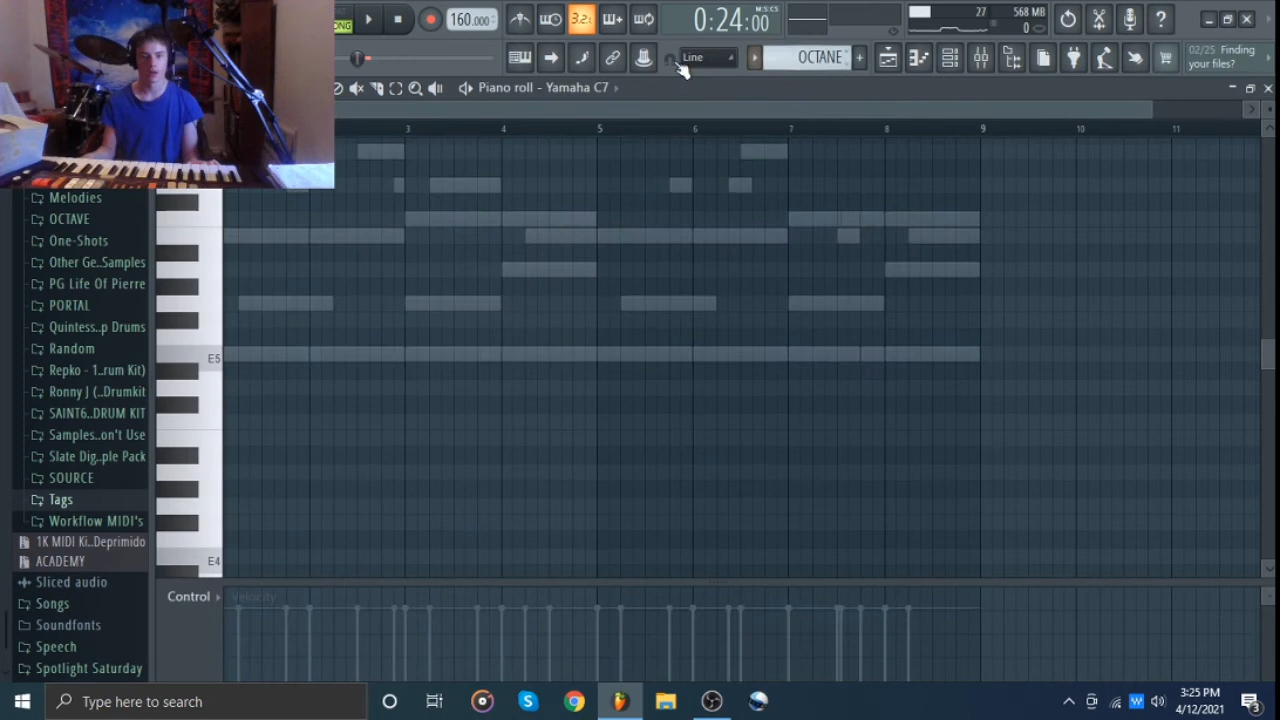 SONG
160.000
3.2
0:24:00
M:S:CS
27
568 MB
0
Line
OCTANE
02/25 Finding
your files?
Piano roll - Yamaha C7
3
4
5
6
7
8
9
10
11
Melodies
OCTAVE
One-Shots
Other Ge..Samples
PG Life Of Pierre
PORTAL
Quintess..p Drums
Random
Repko - 1..rum Kit)
Ronny J (..Drumkit
SAINT6..DRUM KIT
Samples..on't Use
Slate Dig..ple Pack
SOURCE
Tags
Workflow MIDI's
1K MIDI Ki..Deprimido
ACADEMY
Sliced audio
Songs
Soundfonts
Speech
Spotlight Saturday
E5
E4
Control
Velocity
Type here to search
3:25 PM
4/12/2021
3